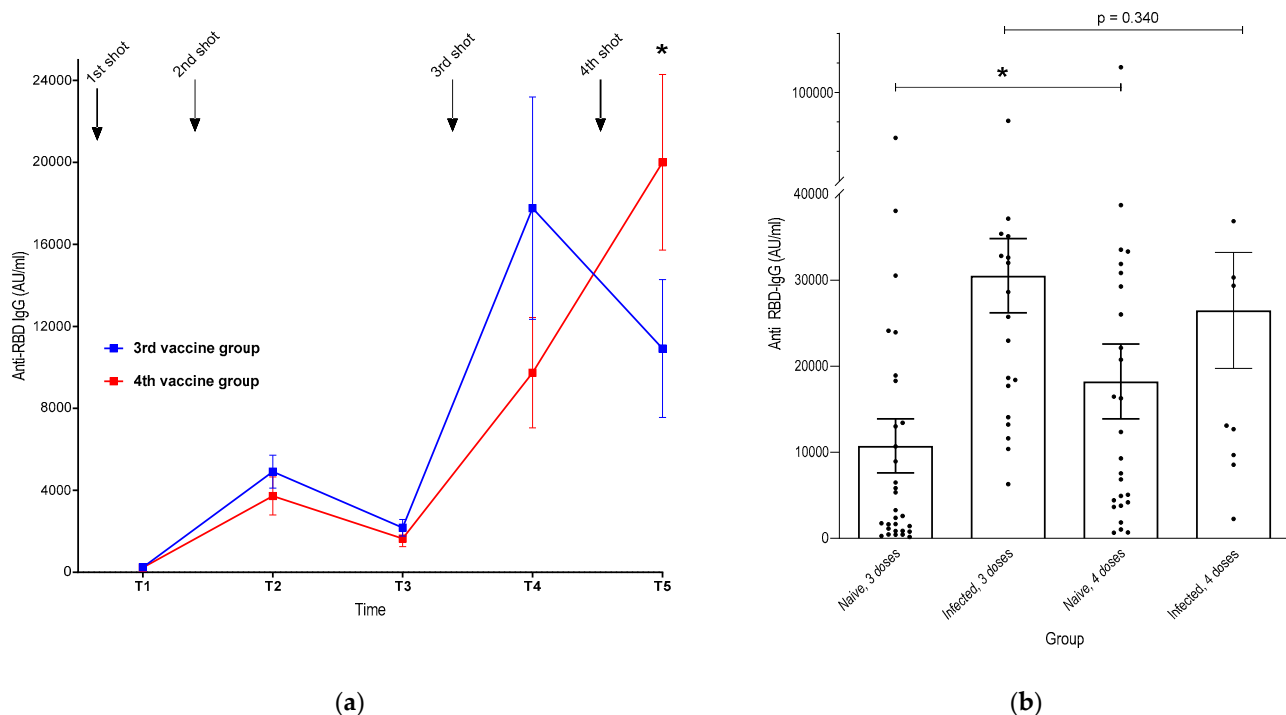 1st shot
2nd shot
3rd shot
4th shot
*
24000
20000
16000
12000
8000
4000
0
Anti-RBD IgG (AU/ml)
3rd vaccine group
4th vaccine group
T1 T2 T3 T4 T5
Time
(a)
p = 0.340
*
100000
40000
30000
20000
10000
0
Anti RBD-IgG (AU/ml)
Naive, 3 doses
Infected, 3 doses
Naive, 4 doses
Infected, 4 doses
Group
(b)